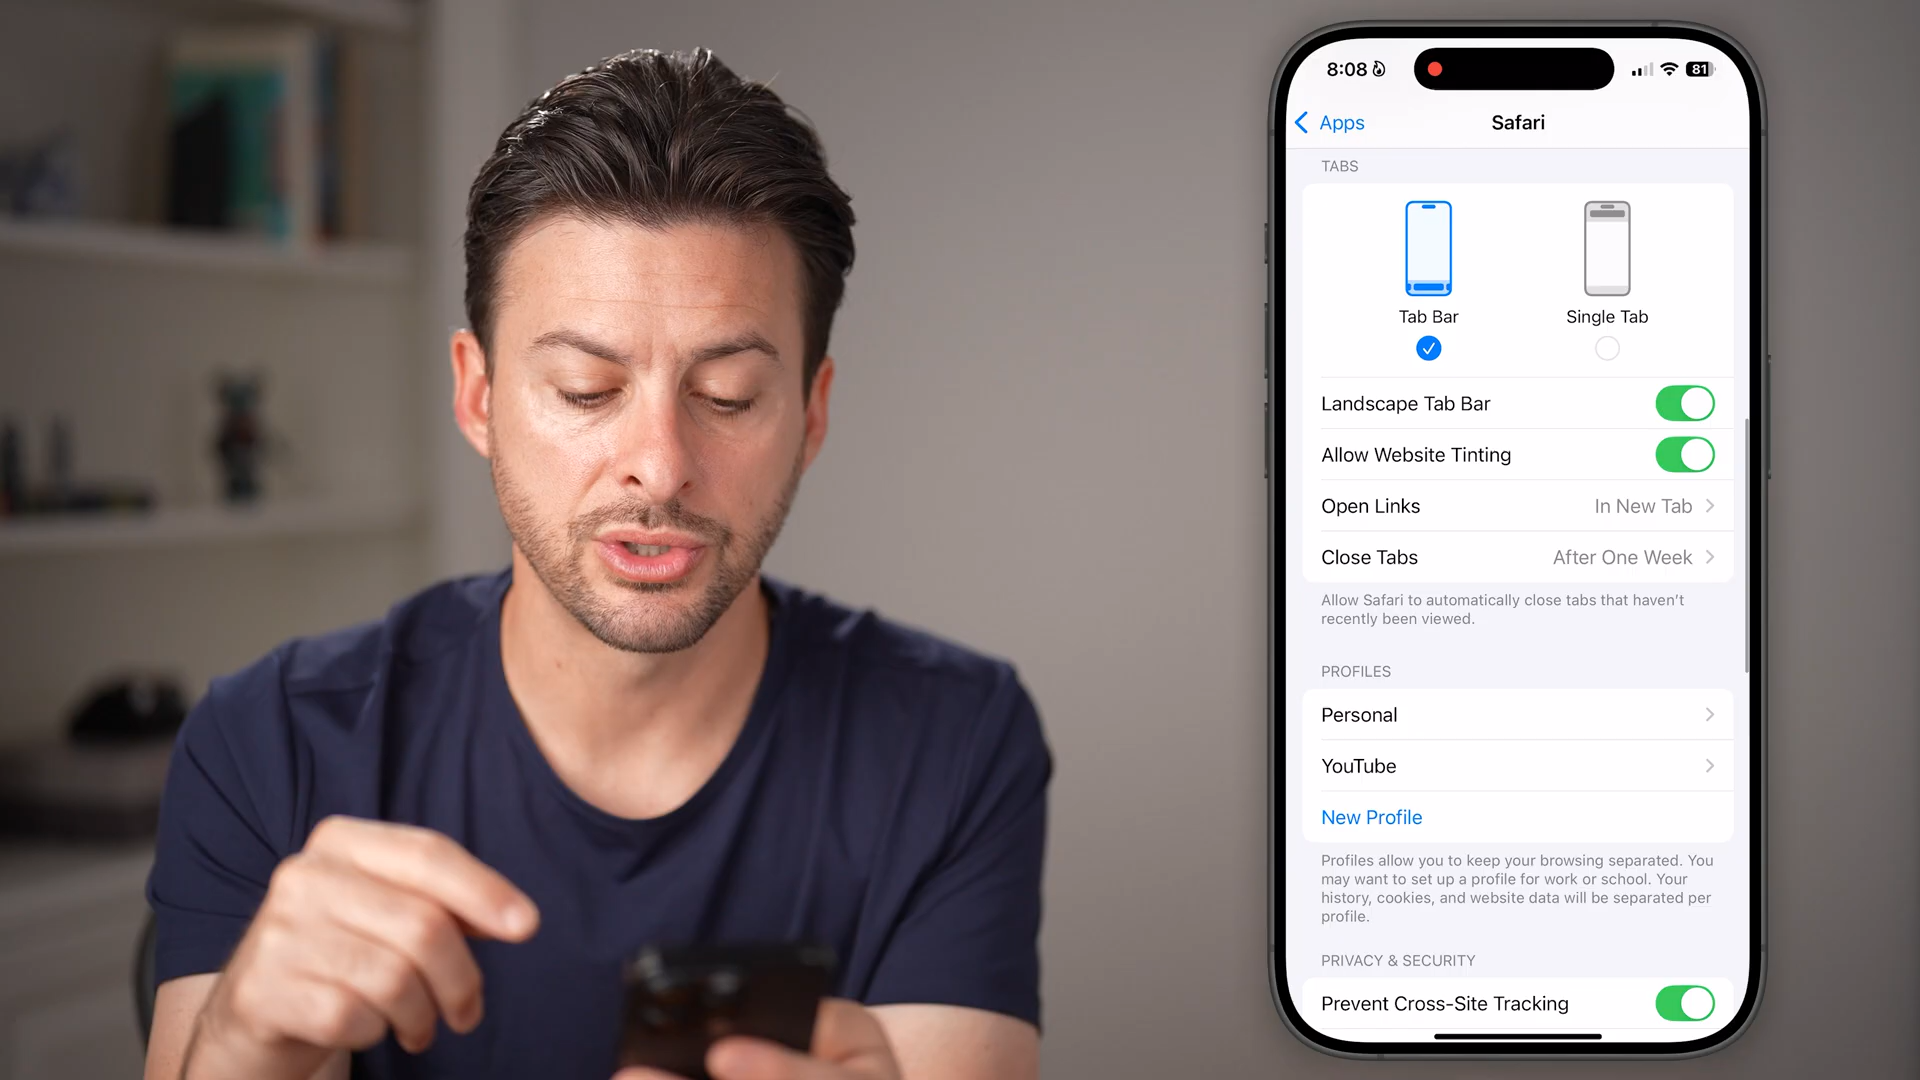 8:08
81
Apps
Safari
TABS
Tab Bar
Single Tab
Landscape Tab Bar
Allow Website Tinting
Open Links
In New Tab
Close Tabs
After One Week
Allow Safari to automatically close tabs that haven't
recently been viewed.
PROFILES
Personal
YouTube
New Profile
Profiles allow you to keep your browsing separated. You
may want to set up a profile for work or school. Your
history, cookies, and website data will be separated per
profile.
PRIVACY & SECURITY
Prevent Cross-Site Tracking